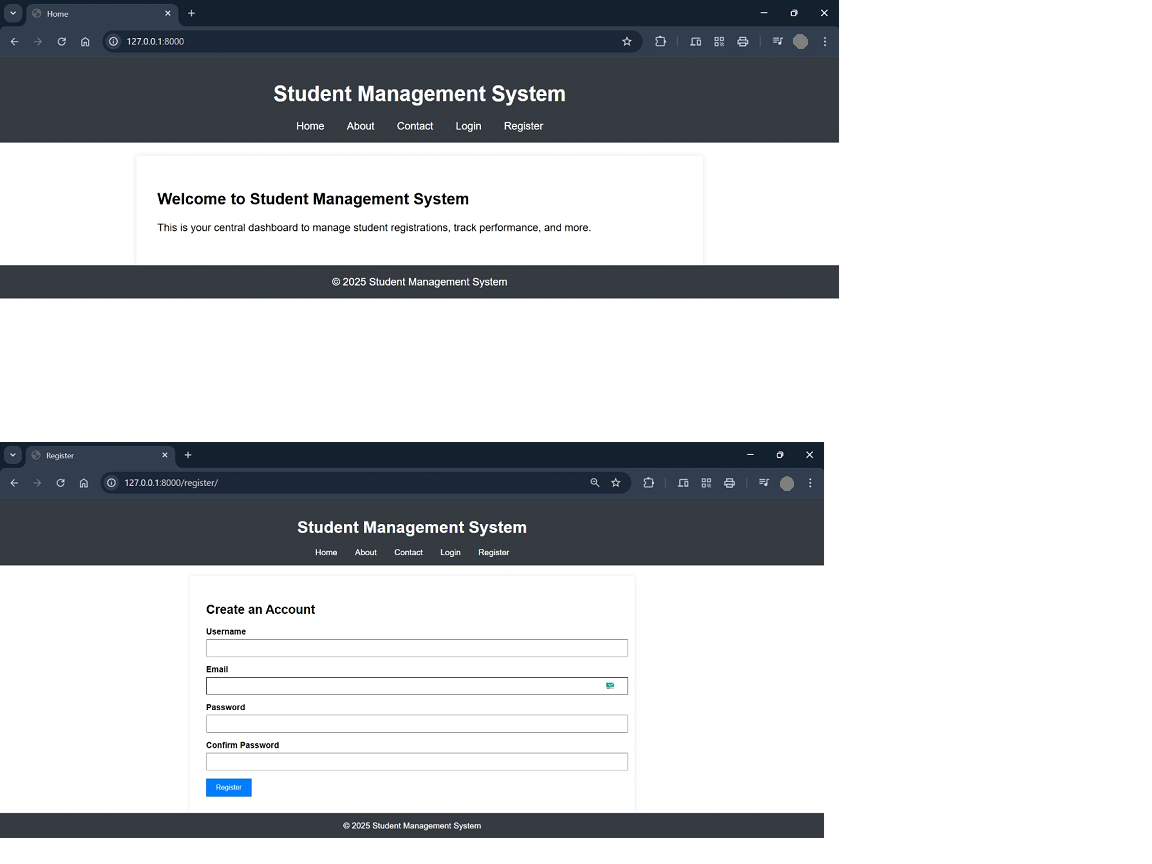 Home
127.0.0.1:8000
Student Management System
Home About Contact Login Register
Welcome to Student Management System
This is your central dashboard to manage student registrations, track performance, and more.
© 2025 Student Management System
Register
127.0.0.1:8000/register/
Student Management System
Home About Contact Login Register
Create an Account
Username
Email
Password
Confirm Password
Register
© 2025 Student Management System